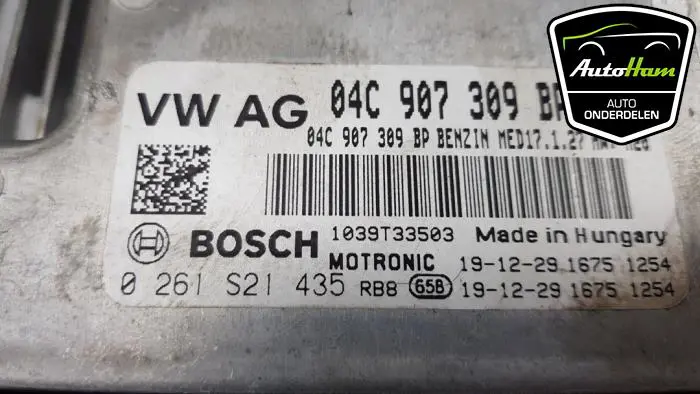 AutoHam
AUTO
ONDERDELEN
VW AG 04C 907 309 BP
04C 907 309 BP BENZIN MED17.1.27
BOSCH 1039T33503 Made in Hungary
MOTRONIC 19-12-29 1675 1254
0 261 S21 435 RB8 65B 19-12-29 1675 1254